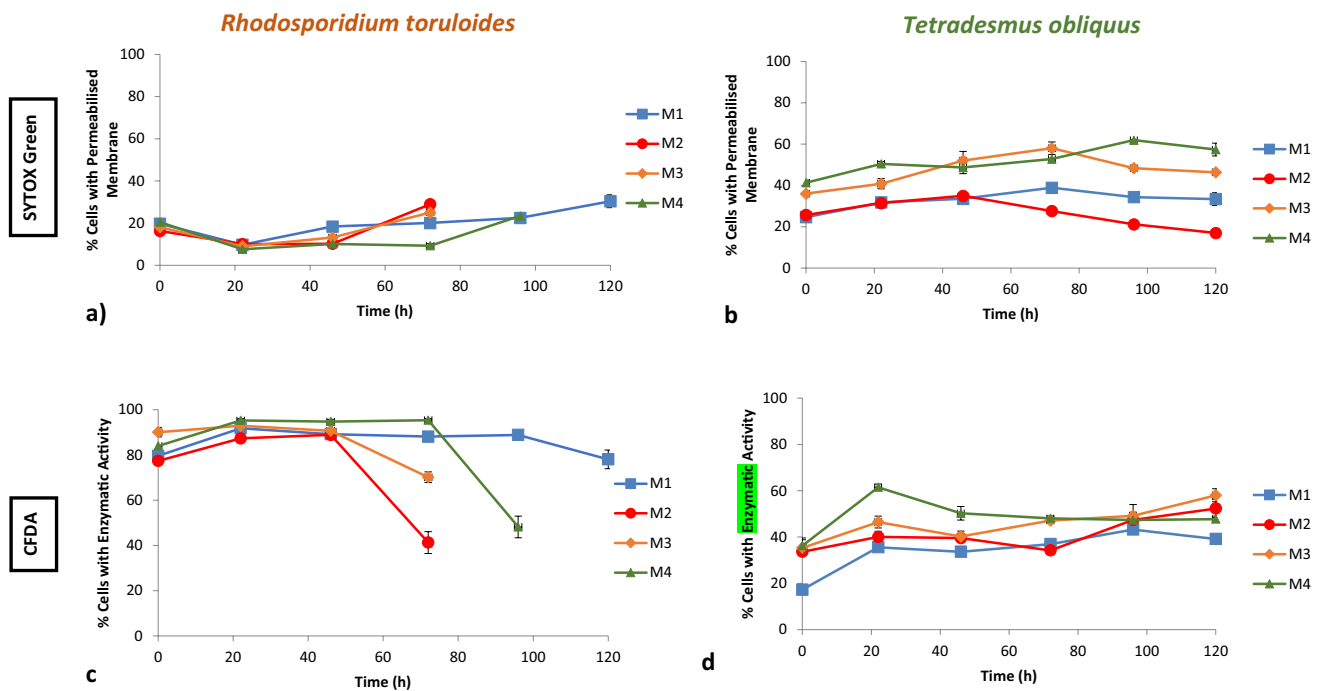 Rhodosporidium toruloides
Tetradesmus obliquus
SYTOX Green
% Cells with Permeabilised
Membrane
100
80
60
40
20
0
0 20 40 60 80 100 120
Time (h)
M1
M2
M3
M4
a)
% Cells with Permeabilised
Membrane
100
80
60
40
20
0
0 20 40 60 80 100 120
Time (h)
M1
M2
M3
M4
b
CFDA
% Cells with Enzymatic Activity
100
80
60
40
20
0
0 20 40 60 80 100 120
Time (h)
M1
M2
M3
M4
c
% Cells with Enzymatic Activity
100
80
60
40
20
0
0 20 40 60 80 100 120
Time (h)
M1
M2
M3
M4
d